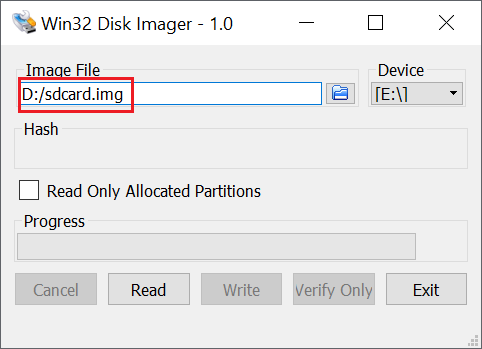 Win32 Disk Imager - 1.0
Image File
Device
D:/sdcard.img
[E:\]
Hash
Read Only Allocated Partitions
Progress
Cancel Read Write Verify Only Exit